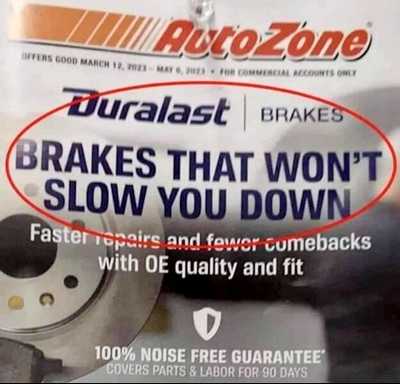 AutoZone
OFFERS GOOD MARCH 12, 2023 – MAY 6, 2023 • FOR COMMERCIAL ACCOUNTS ONLY
Duralast | BRAKES
BRAKES THAT WON'T
SLOW YOU DOWN
Faster repairs and fewer comebacks
with OE quality and fit
100% NOISE FREE GUARANTEE*
COVERS PARTS & LABOR FOR 90 DAYS